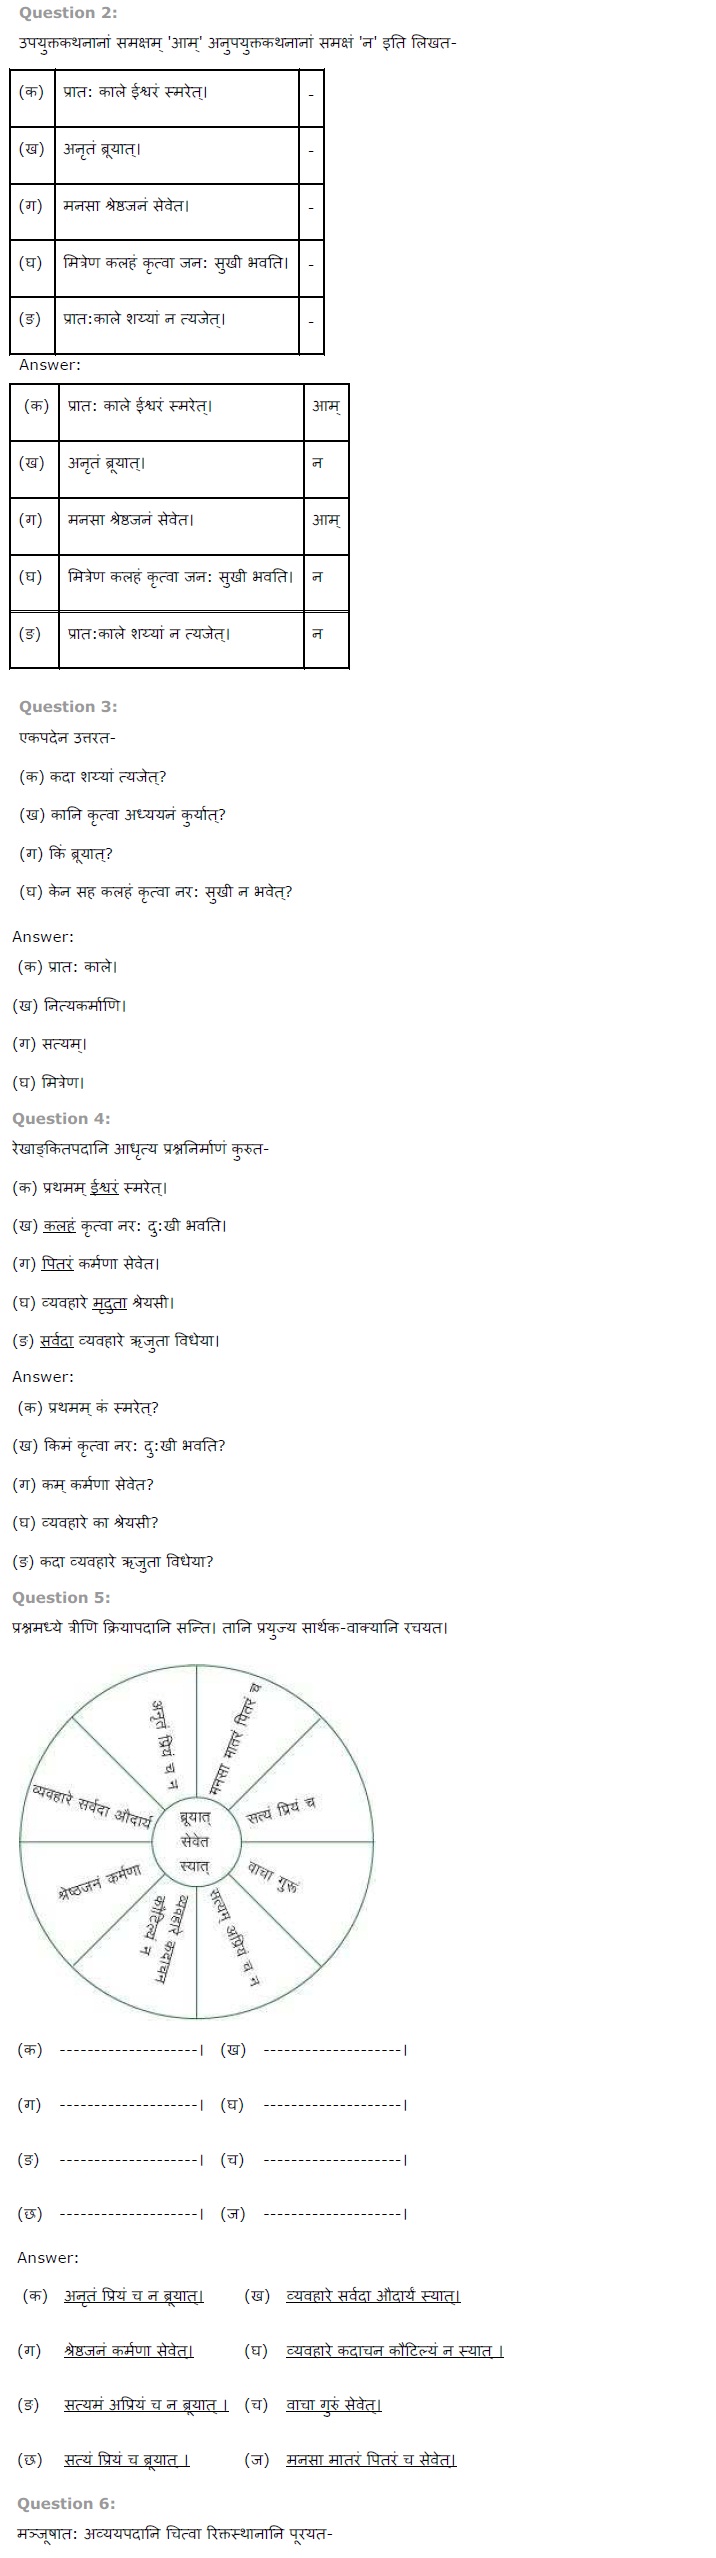 Question 2:
उपयुक्तकथनानां समक्षम् 'आम्' अनुपयुक्तकथनानां समक्षं 'न' इति लिखत-
(क) प्रात: काले ईश्वरं स्मरेत्। -
(ख) अनृतं ब्रूयात्। -
(ग) मनसा श्रेष्ठजनं सेवेत। -
(घ) मित्रेण कलहं कृत्वा जन: सुखी भवति। -
(ङ) प्रात:काले शय्यां न त्यजेत्। -
Answer:
(क) प्रात: काले ईश्वरं स्मरेत्। आम्
(ख) अनृतं ब्रूयात्। न
(ग) मनसा श्रेष्ठजनं सेवेत। आम्
(घ) मित्रेण कलहं कृत्वा जन: सुखी भवति। न
(ङ) प्रात:काले शय्यां न त्यजेत्। न
Question 3:
एकपदेन उत्तरत-
(क) कदा शय्यां त्यजेत्?
(ख) कानि कृत्वा अध्ययनं कुर्यात्?
(ग) किं ब्रूयात्?
(घ) केन सह कलहं कृत्वा नर: सुखी न भवेत्?
Answer:
(क) प्रात: काले।
(ख) नित्यकर्माणि।
(ग) सत्यम्।
(घ) मित्रेण।
Question 4:
रेखाङ्कितपदानि आधृत्य प्रश्ननिर्माणं कुरुत-
(क) प्रथमम् ईश्वरं स्मरेत्।
(ख) कलहं कृत्वा नर: दु:खी भवति।
(ग) पितरं कर्मणा सेवेत।
(घ) व्यवहारे मृदुता श्रेयसी।
(ङ) सर्वदा व्यवहारे ऋजुता विधेया।
Answer:
(क) प्रथमम् कं स्मरेत्?
(ख) किमं कृत्वा नर: दु:खी भवति?
(ग) कम् कर्मणा सेवेत?
(घ) व्यवहारे का श्रेयसी?
(ङ) कदा व्यवहारे ऋजुता विधेया?
Question 5:
प्रश्नमध्ये त्रीणि क्रियापदानि सन्ति। तानि प्रयुज्य सार्थक-वाक्यानि रचयत।
अनृतं प्रियं च न
मनसा मातरं पितरं च
व्यवहारे सर्वदा औदार्य
सत्यं प्रियं च
ब्रूयात्
सेवेत
स्यात्
श्रेष्ठजनं कर्मणा
वाचा गुरूं
व्यवहारे कदाचन
कौटिल्यं न
सत्यम् अप्रियं च न
(क) --------------------। (ख) --------------------।
(ग) --------------------। (घ) --------------------।
(ङ) --------------------। (च) --------------------।
(छ) --------------------। (ज) --------------------।
Answer:
(क) अनृतं प्रियं च न ब्रूयात्। (ख) व्यवहारे सर्वदा औदार्यं स्यात्।
(ग) श्रेष्ठजनं कर्मणा सेवेत्। (घ) व्यवहारे कदाचन कौटिल्यं न स्यात् ।
(ङ) सत्यमं अप्रियं च न ब्रूयात् । (च) वाचा गुरुं सेवेत्।
(छ) सत्यं प्रियं च ब्रूयात् । (ज) मनसा मातरं पितरं च सेवेत्।
Question 6:
मञ्जूषात: अव्ययपदानि चित्वा रिक्तस्थानानि पूरयत-